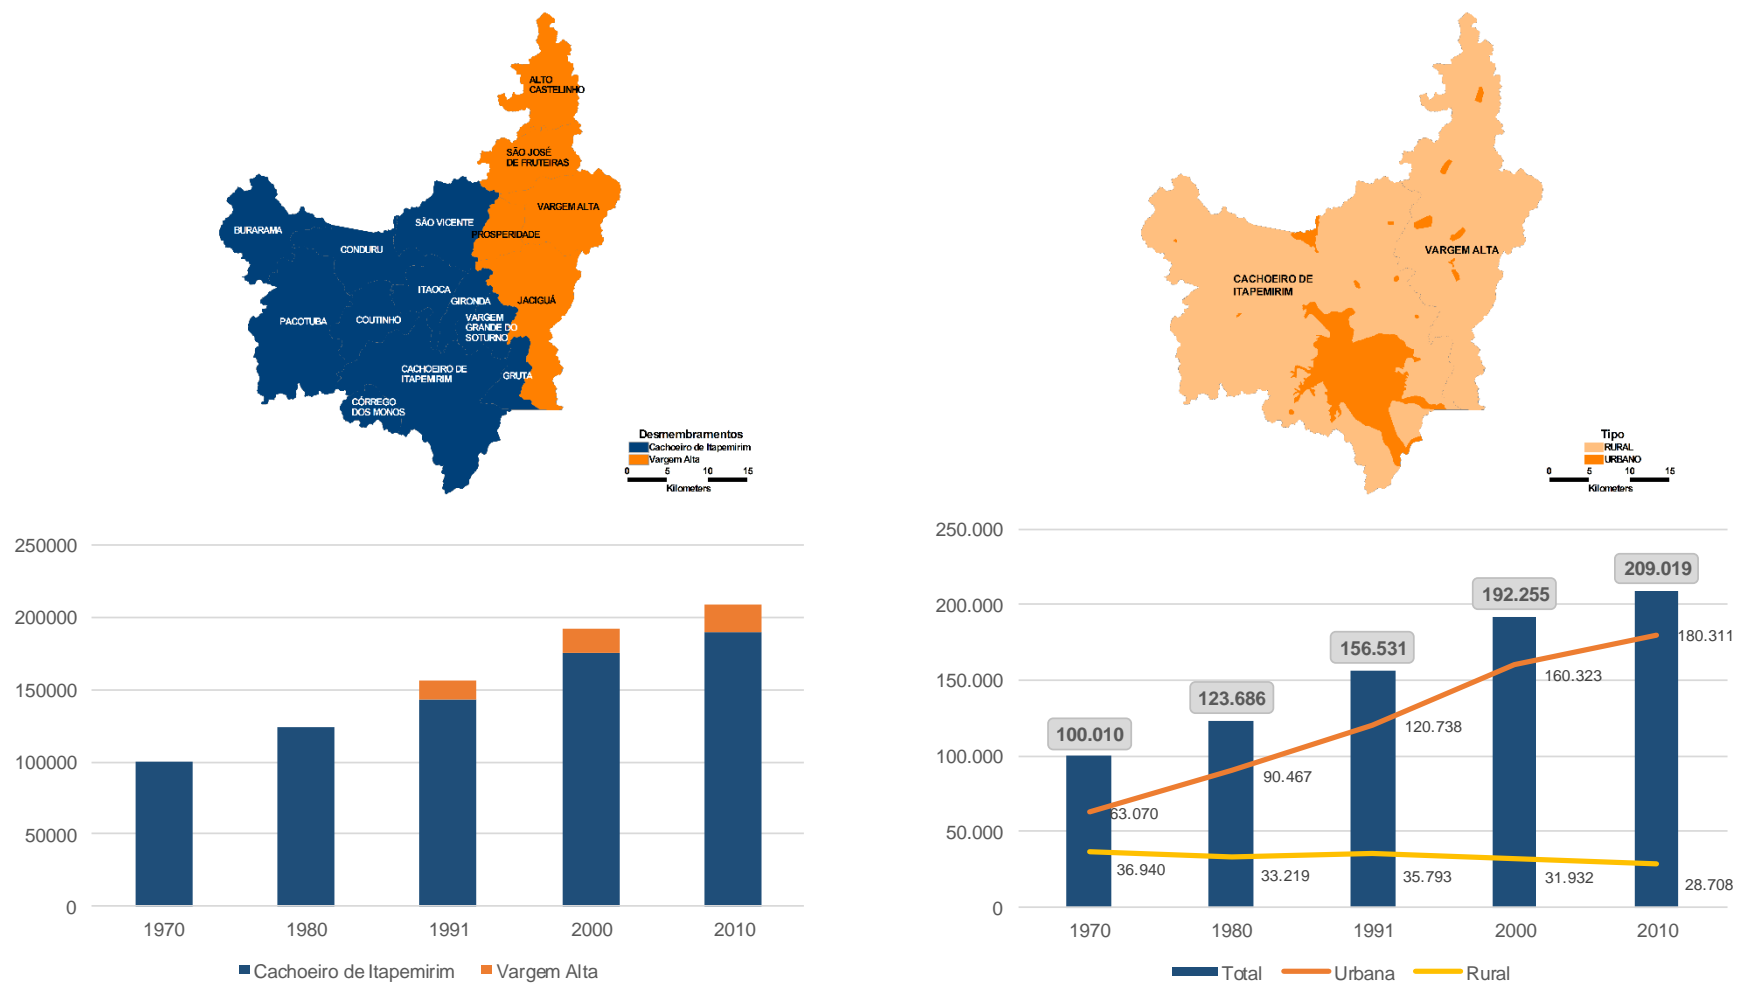 ALTO
CASTELINHO
SÃO JOSÉ
DE FRUTEIRAS
VARGEM ALTA
SÃO VICENTE
BURARAMA
PROSPERIDADE
CONDURU
ITAOCA
GIRONDA
JACIGUÁ
PACOTUBA
COUTINHO
VARGEM
GRANDE DO
SOTURNO
CACHOEIRO DE
ITAPEMIRIM
GRUTA
CÓRREGO
DOS MONOS
Desmembramentos
Cachoeiro de Itapemirim
Vargem Alta
0 5 10 15
Kilometers
VARGEM ALTA
CACHOEIRO DE
ITAPEMIRIM
Tipo
RURAL
URBANO
0 5 10 15
Kilometers
250000
200000
150000
100000
50000
0
1970 1980 1991 2000 2010
Cachoeiro de Itapemirim Vargem Alta
250.000
200.000
150.000
100.000
50.000
0
100.010
123.686
156.531
192.255
209.019
63.070
90.467
120.738
160.323
180.311
36.940
33.219
35.793
31.932
28.708
1970 1980 1991 2000 2010
Total Urbana Rural